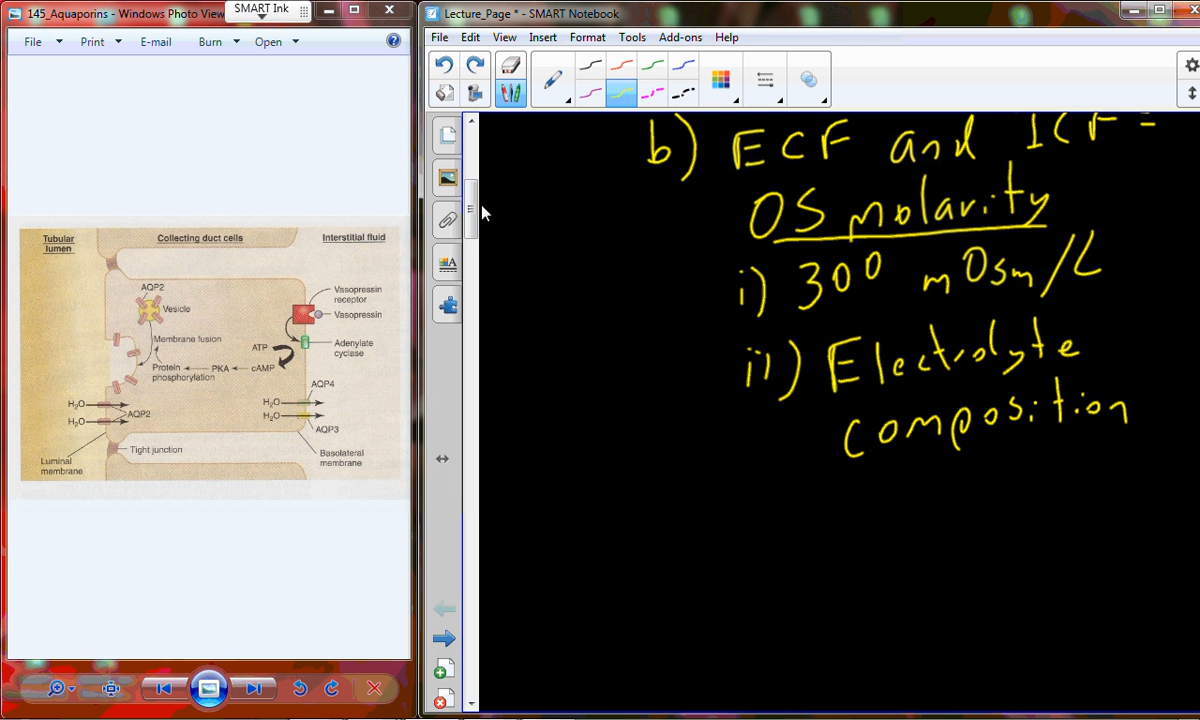 145_Aquaporins - Windows Photo View
SMART Ink
File Print E-mail Burn Open
Tubular
lumen
Collecting duct cells
Interstitial fluid
AQP2
Vesicle
Vasopressin
receptor
Vasopressin
Membrane fusion
ATP
Adenylate
cyclase
Protein
phosphorylation
PKA
cAMP
AQP4
H₂O
H₂O
AQP2
H₂O
H₂O
AQP3
Tight junction
Luminal
membrane
Basolateral
membrane
Lecture_Page * - SMART Notebook
File Edit View Insert Format Tools Add-ons Help
b) ECF and ICF =
OSmolarity
i) 300 mOsm/L
ii) Electrolyte
composition